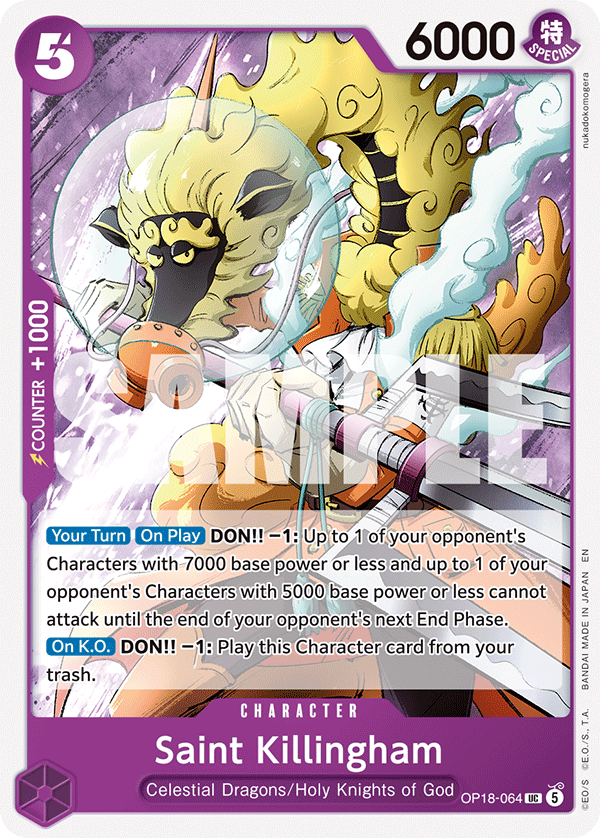 5
6000
特
SPECIAL
nukadokomogera
COUNTER +1000
SAMPLE
Your Turn On Play DON!! −1: Up to 1 of your opponent's
Characters with 7000 base power or less and up to 1 of your
opponent's Characters with 5000 base power or less cannot
attack until the end of your opponent's next End Phase.
On K.O. DON!! −1: Play this Character card from your
trash.
CHARACTER
Saint Killingham
Celestial Dragons/Holy Knights of God
OP18-064 UC 5
©EO/S ©E.O./S., T.A. BANDAI MADE IN JAPAN EN